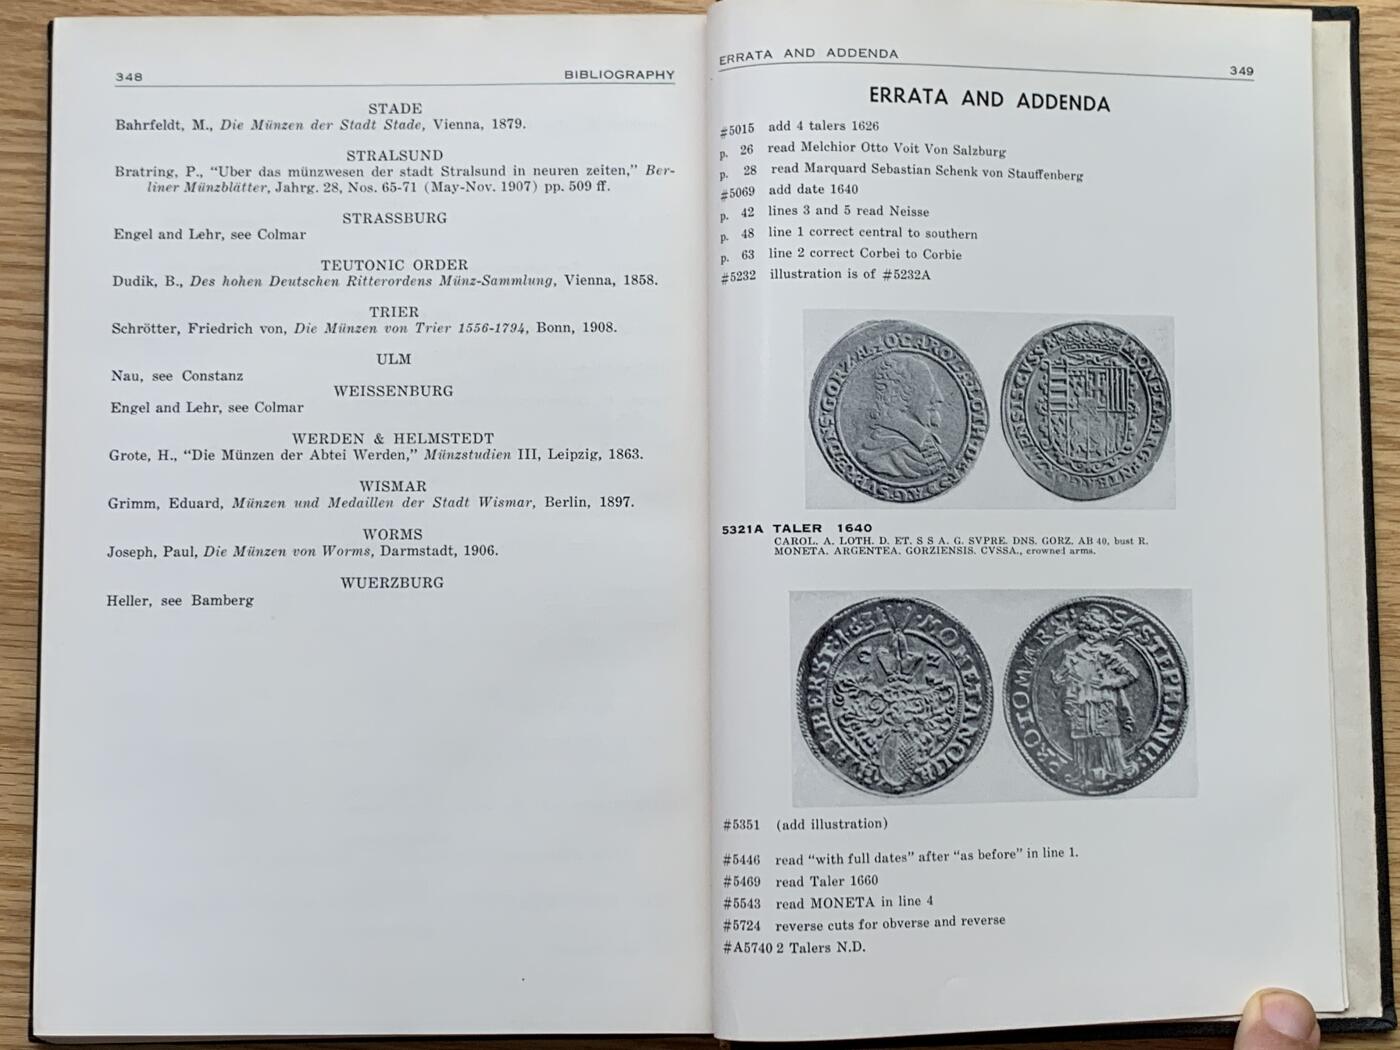 348
BIBLIOGRAPHY
STADE
Bahrfeldt, M., Die Münzen der Stadt Stade, Vienna, 1879.
STRALSUND
Bratring, P., “Uber das münzwesen der stadt Stralsund in neuren zeiten,” Ber-
liner Münzblätter, Jahrg. 28, Nos. 65-71 (May-Nov. 1907) pp. 509 ff.
STRASSBURG
Engel and Lehr, see Colmar
TEUTONIC ORDER
Dudik, B., Des hohen Deutschen Ritterordens Münz-Sammlung, Vienna, 1858.
TRIER
Schrötter, Friedrich von, Die Münzen von Trier 1556-1794, Bonn, 1908.
ULM
Nau, see Constanz
WEISSENBURG
Engel and Lehr, see Colmar
WERDEN & HELMSTEDT
Grote, H., “Die Münzen der Abtei Werden,” Münzstudien III, Leipzig, 1863.
WISMAR
Grimm, Eduard, Münzen und Medaillen der Stadt Wismar, Berlin, 1897.
WORMS
Joseph, Paul, Die Münzen von Worms, Darmstadt, 1906.
WUERZBURG
Heller, see Bamberg
ERRATA AND ADDENDA
349
ERRATA AND ADDENDA
#5015 add 4 talers 1626
p. 26 read Melchior Otto Voit Von Salzburg
p. 28 read Marquard Sebastian Schenk von Stauffenberg
#5069 add date 1640
p. 42 lines 3 and 5 read Neisse
p. 48 line 1 correct central to southern
p. 63 line 2 correct Corbei to Corbie
#5232 illustration is of #5232A
5321A TALER 1640
CAROL. A. LOTH. D. ET. S S A. G. SVPRE. DNS. GORZ. AB 40, bust R.
MONETA. ARGENTEA. GORZIENSIS. CVSSA., crowned arms.
#5351 (add illustration)
#5446 read “with full dates” after “as before” in line 1.
#5469 read Taler 1660
#5543 read MONETA in line 4
#5724 reverse cuts for obverse and reverse
#A5740 2 Talers N.D.